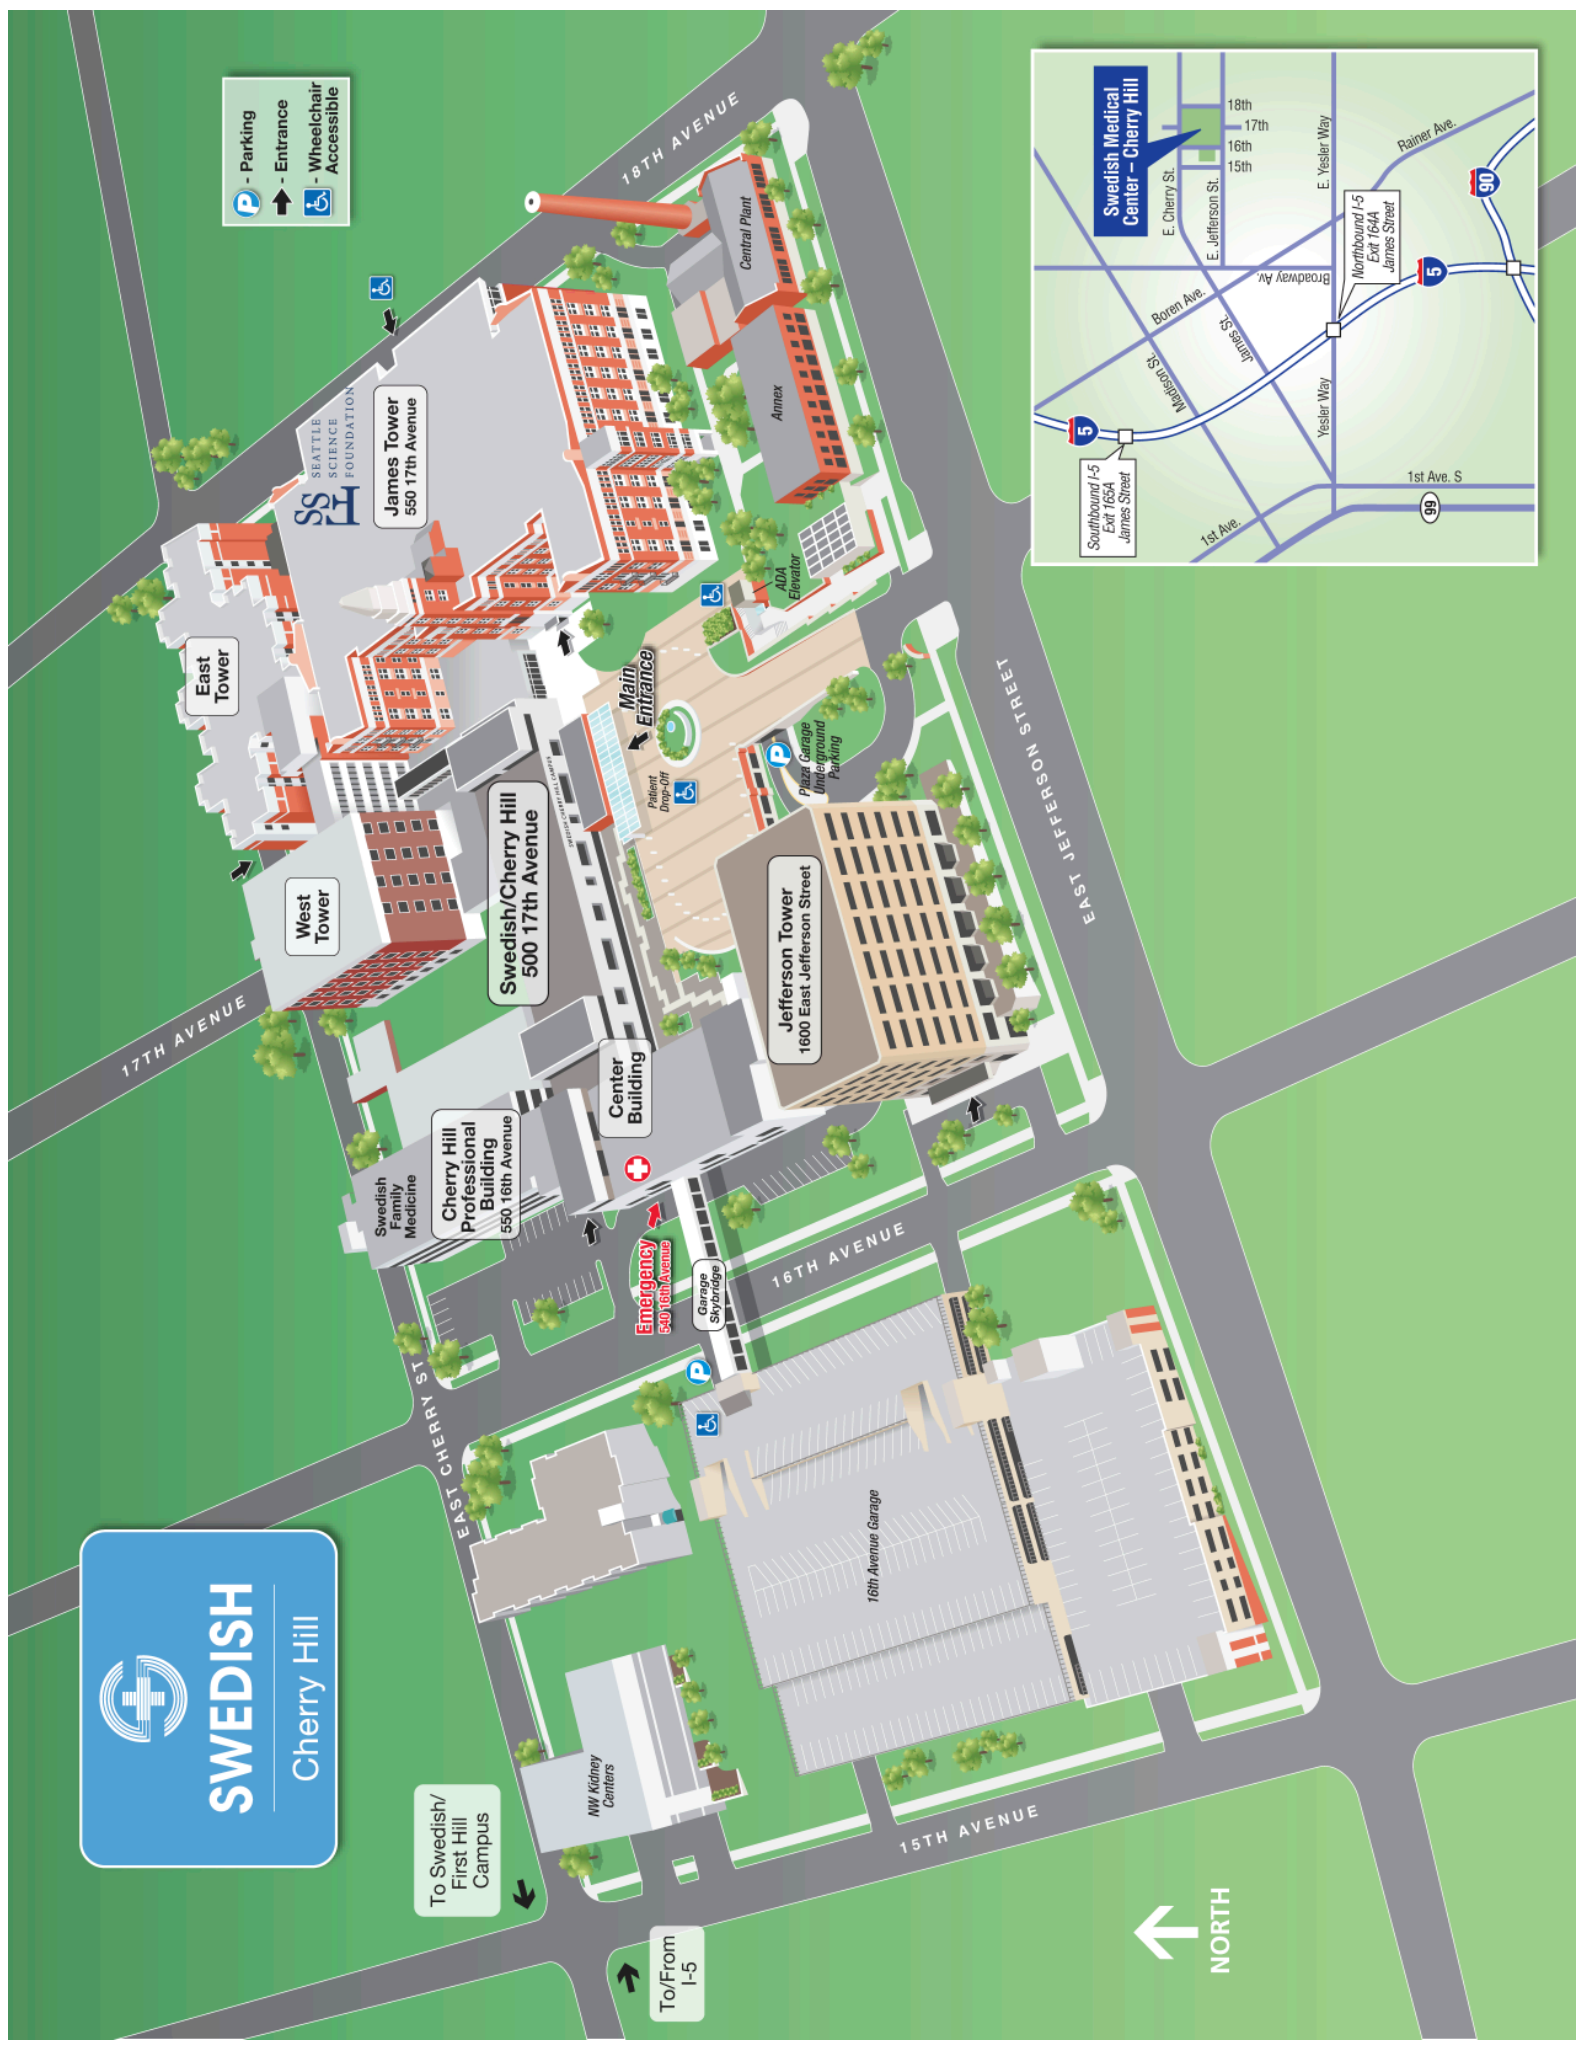 SWEDISH
Cherry Hill
To Swedish/
First Hill
Campus
To/From
I-5
NORTH
P - Parking
- Entrance
- Wheelchair
Accessible
17TH AVENUE
18TH AVENUE
EAST CHERRY ST
16TH AVENUE
15TH AVENUE
EAST JEFFERSON STREET
East
Tower
West
Tower
SSF
SEATTLE
SCIENCE
FOUNDATION
James Tower
550 17th Avenue
Swedish/Cherry Hill
500 17th Avenue
SWEDISH CHERRY HILL CAMPUS
Swedish
Family
Medicine
Cherry Hill
Professional
Building
550 16th Avenue
Center
Building
Emergency
540 16th Avenue
Garage
Skybridge
P
Main
Entrance
Patient
Drop-Off
P
Plaza Garage
Underground
Parking
ADA
Elevator
Annex
Central Plant
Jefferson Tower
1600 East Jefferson Street
16th Avenue Garage
NW Kidney
Centers
Swedish Medical
Center – Cherry Hill
E. Cherry St.
E. Jefferson St.
18th
17th
16th
15th
E. Yesler Way
Rainer Ave.
Broadway Av.
Boren Ave.
James St.
Madison St.
Northbound I-5
Exit 164A
James Street
5
90
5
Southbound I-5
Exit 165A
James Street
Yesler Way
1st Ave.
1st Ave. S
99